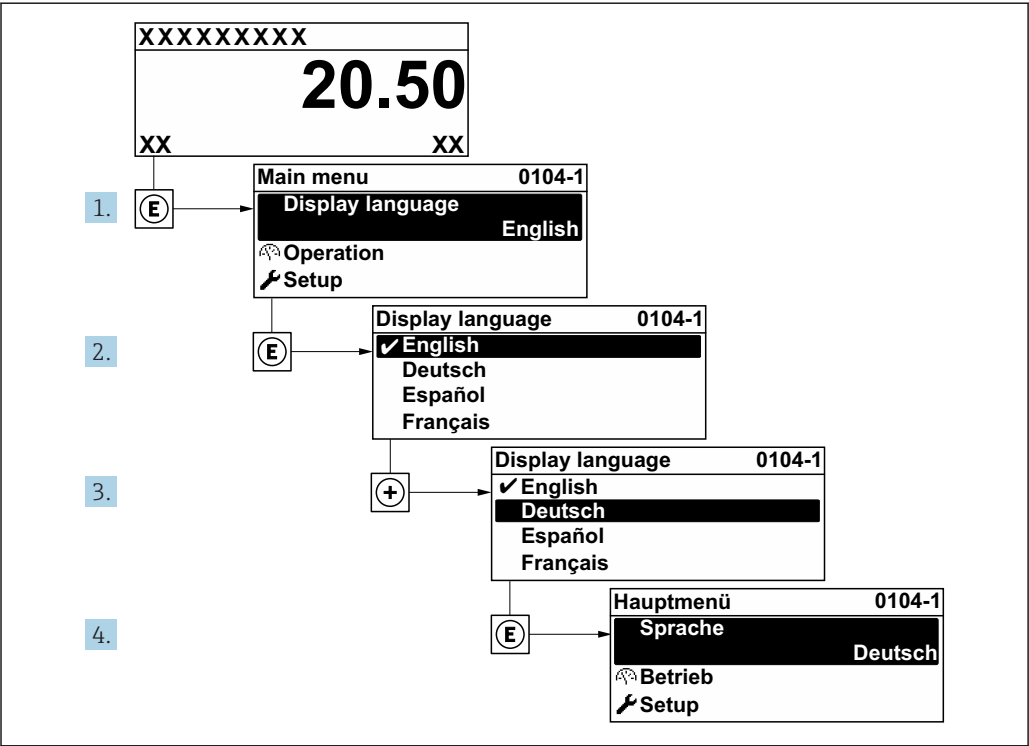 XXXXXXXXX
20.50
XX XX
1. E
Main menu 0104-1
Display language
English
Operation
Setup
2. E
Display language 0104-1
✔English
Deutsch
Español
Français
3. +
Display language 0104-1
✔English
Deutsch
Español
Français
4. E
Hauptmenü 0104-1
Sprache
Deutsch
Betrieb
Setup